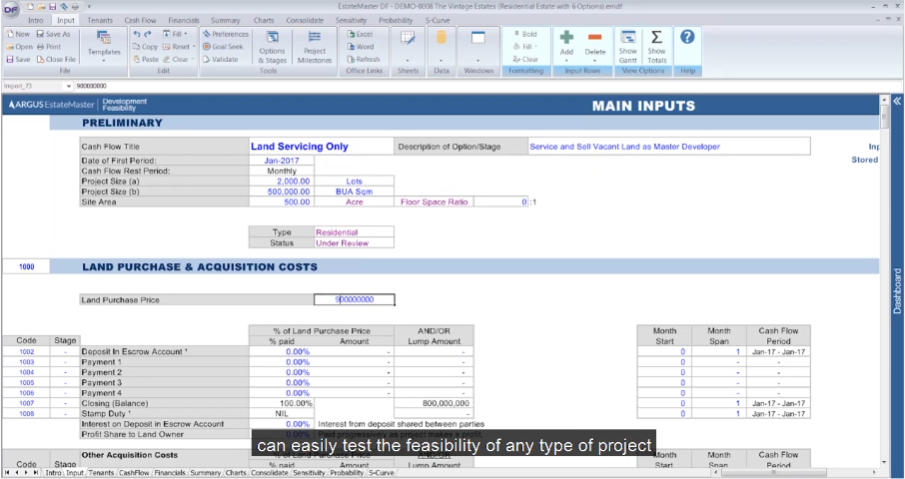 EstateMaster DF - DEMO-0008 The Vintage Estates (Residential Estate with 6 Options).emdf
DF
Intro Input Tenants Cash Flow Financials Summary Charts Consolidate Sensitivity Probability S-Curve
New Save As Fill Preferences Excel Bold
Open Print Templates Copy Reset Goal Seek Options & Stages Project Milestones Word Fill Add Delete Show Gantt Show Totals
Save Close File Paste Clear Validate Refresh Clear
File Edit Tools Office Links Sheets Data Windows Formatting Input Rows View Options Help
Import_73 900000000
ARGUS EstateMaster Development Feasibility MAIN INPUTS
PRELIMINARY
Cash Flow Title Land Servicing Only Description of Option/Stage Service and Sell Vacant Land as Master Developer Inp
Date of First Period: Jan-2017 Stored
Cash Flow Rest Period: Monthly
Project Size (a) 2,000.00 Lots
Project Size (b) 500,000.00 BUA Sqm
Site Area 500.00 Acre Floor Space Ratio 0 :1
Type Residential
Status Under Review
1000 LAND PURCHASE & ACQUISITION COSTS
Dashboard
Land Purchase Price 900000000
% of Land Purchase Price AND/OR Month Month Cash Flow
Code Stage % paid Amount Lump Amount Start Span Period
1002 - Deposit In Escrow Account ¹ 0.00% - - 0 1 Jan-17 - Jan-17
1003 - Payment 1 0.00% - - 0 - -
1004 - Payment 2 0.00% - - 0 - -
1005 - Payment 3 0.00% - - 0 - -
1006 - Payment 4 0.00% - - 0 - -
1007 - Closing (Balance) 100.00% 800,000,000 0 1 Jan-17 - Jan-17
1008 - Stamp Duty ¹ NIL - 0 1 Jan-17 - Jan-17
Interest on Deposit in Escrow Account 0.00% Interest from deposit shared between parties
Profit Share to Land Owner 0.00% Paid progressively as project makes a profit
can easily test the feasibility of any type of project
Other Acquisition Costs Month Month Cash Flow
Code Stage % paid Amount Lump Amount Start Span Period
Intro Input Tenants CashFlow Financials Summary Charts Consolidate Sensitivity Probability S-Curve